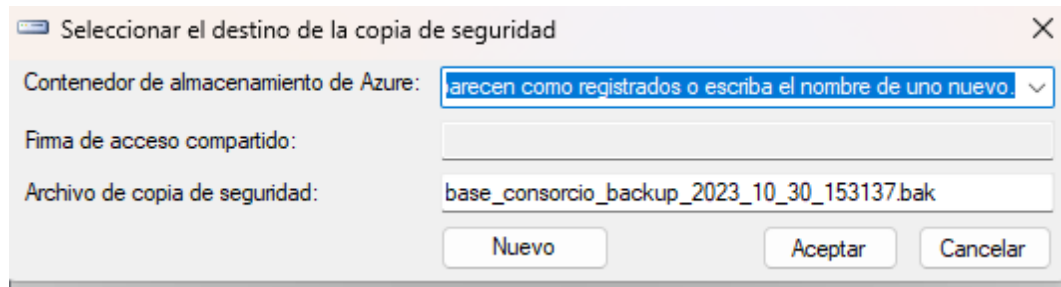 Seleccionar el destino de la copia de seguridad
Contenedor de almacenamiento de Azure: arecen como registrados o escriba el nombre de uno nuevo.
Firma de acceso compartido:
Archivo de copia de seguridad: base_consorcio_backup_2023_10_30_153137.bak
Nuevo Aceptar Cancelar